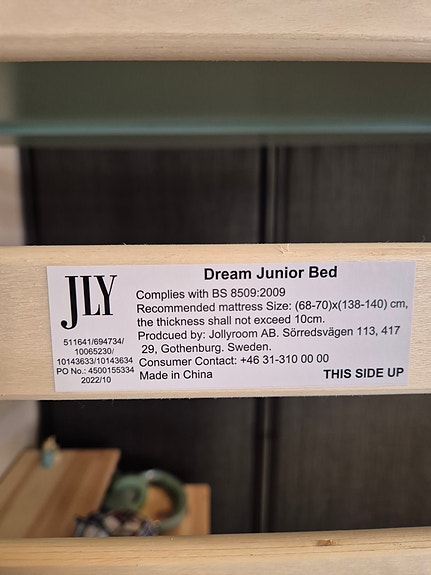 JLY
511641/694734/
10065230/
10143633/10143634
PO No.: 4500155334
2022/10
Dream Junior Bed
Complies with BS 8509:2009
Recommended mattress Size: (68-70)x(138-140) cm,
the thickness shall not exceed 10cm.
Prodcued by: Jollyroom AB. Sörredsvägen 113, 417
29, Gothenburg. Sweden.
Consumer Contact: +46 31-310 00 00
Made in China
THIS SIDE UP